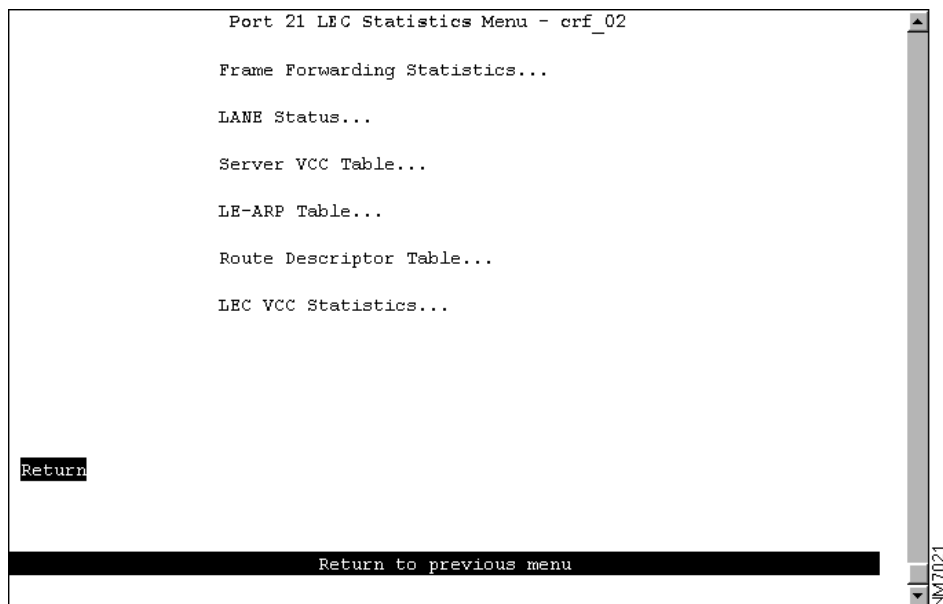 Port 21 LEC Statistics Menu - crf_02
Frame Forwarding Statistics...
LANE Status...
Server VCC Table...
LE-ARP Table...
Route Descriptor Table...
LEC VCC Statistics...
Return
Return to previous menu
NM7021